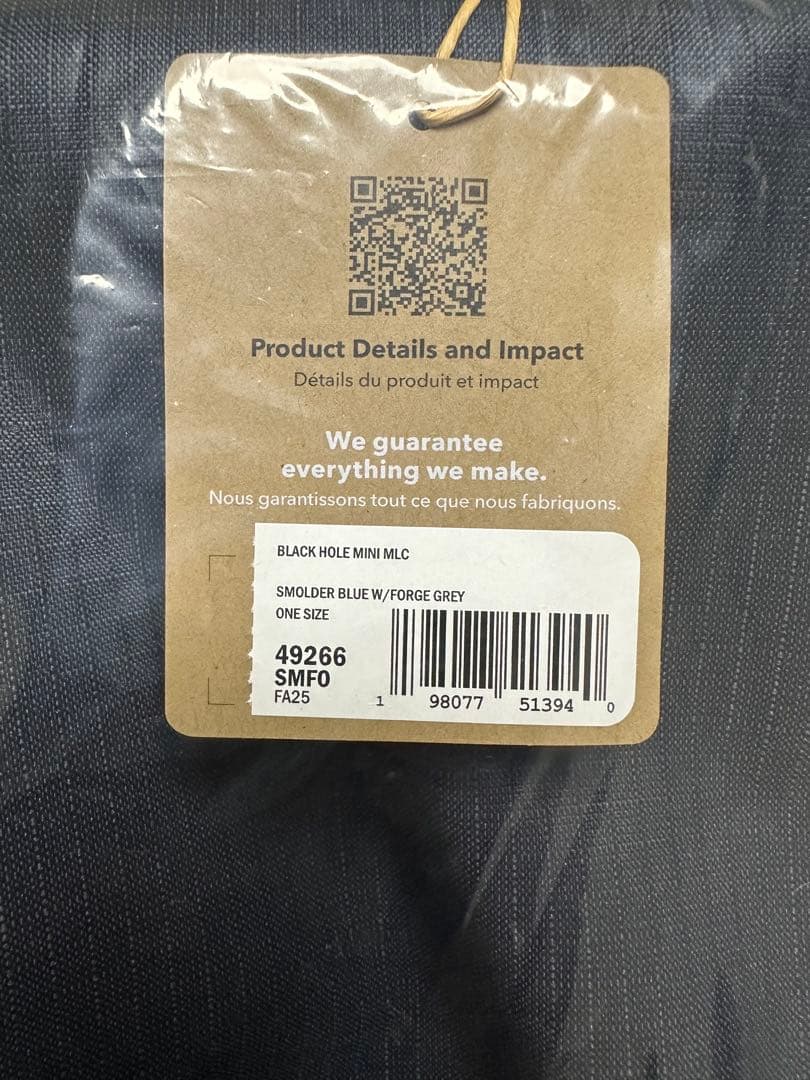 Product Details and Impact
Détails du produit et impact
We guarantee
everything we make.
Nous garantissons tout ce que nous fabriquons.
BLACK HOLE MINI MLC
SMOLDER BLUE W/FORGE GREY
ONE SIZE
49266
SMFO
FA25
1 98077 51394 0